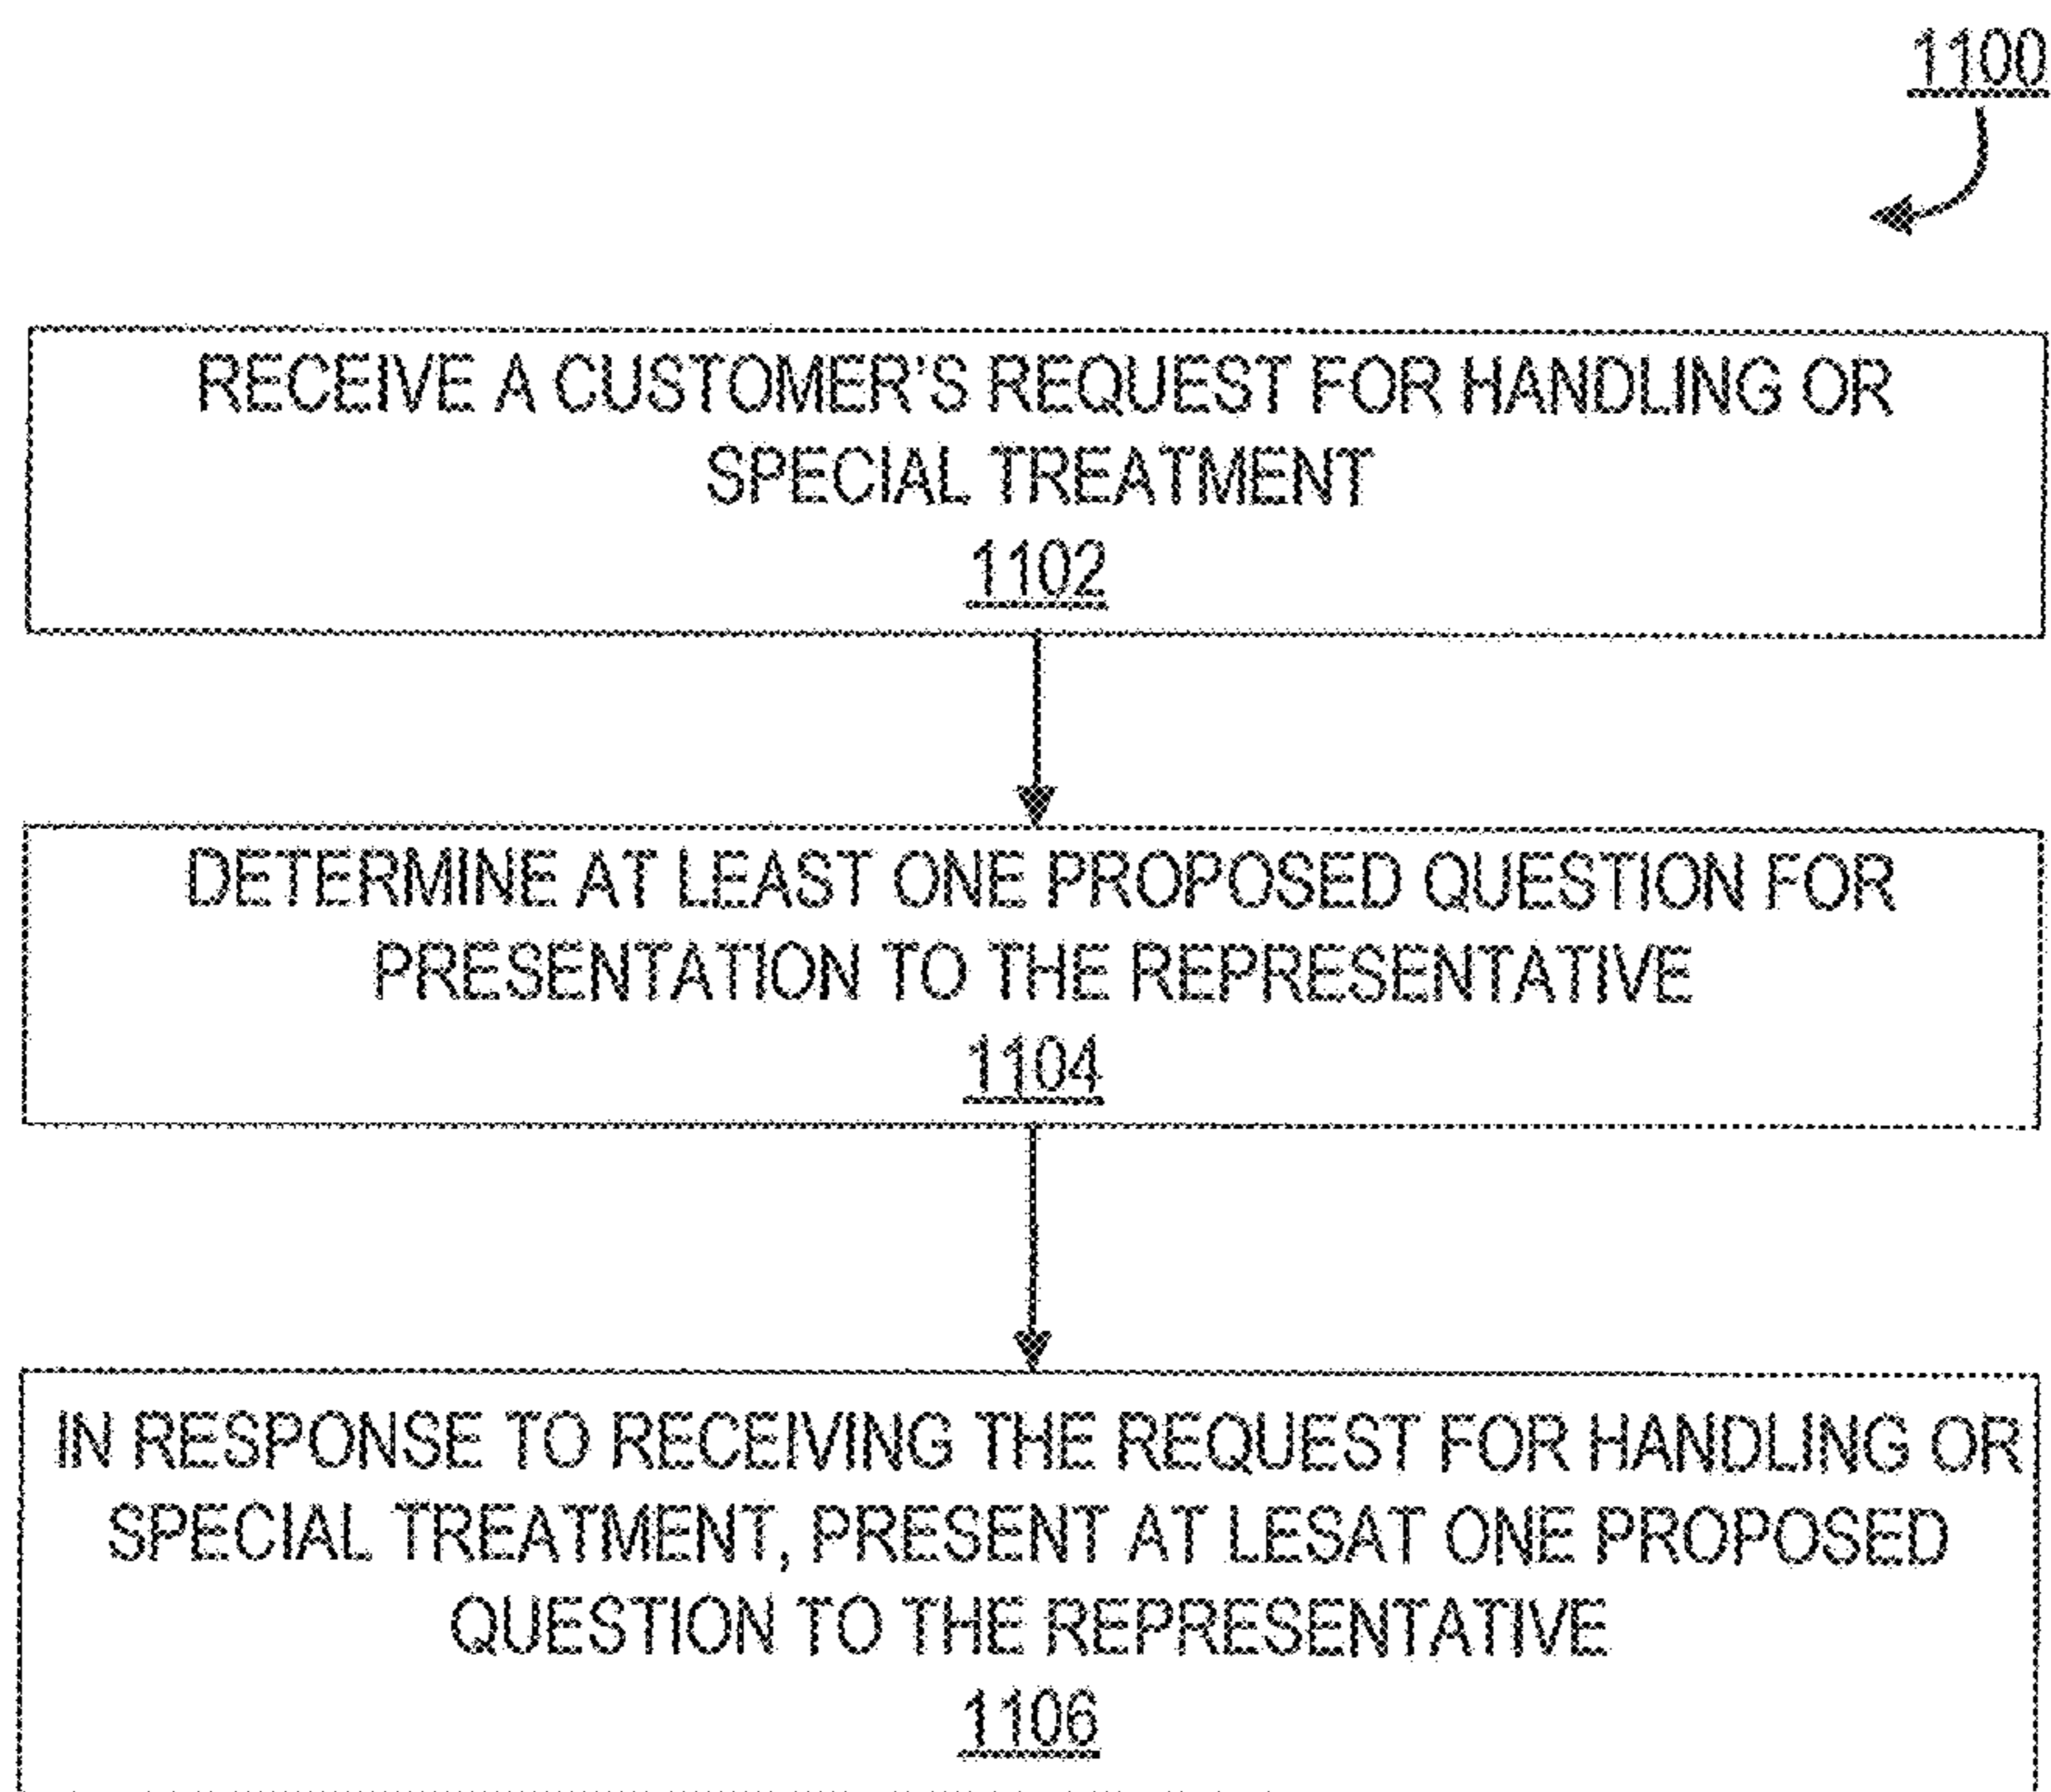 1100
RECEIVE A CUSTOMER'S REQUEST FOR HANDLING OR
SPECIAL TREATMENT
1102
DETERMINE AT LEAST ONE PROPOSED QUESTION FOR
PRESENTATION TO THE REPRESENTATIVE
1104
IN RESPONSE TO RECEIVING THE REQUEST FOR HANDLING OR
SPECIAL TREATMENT, PRESENT AT LESAT ONE PROPOSED
QUESTION TO THE REPRESENTATIVE
1106